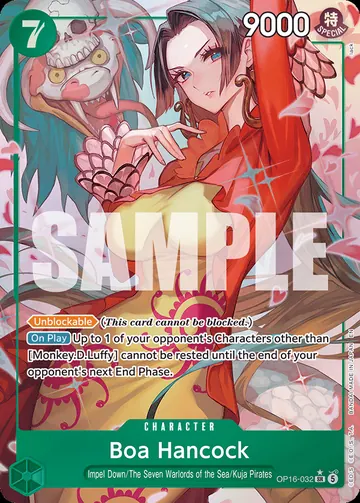 7
9000
特
SPECIAL
SAMPLE
Unblockable (This card cannot be blocked.)
On Play Up to 1 of your opponent's Characters other than
[Monkey.D.Luffy] cannot be rested until the end of your
opponent's next End Phase.
CHARACTER
Boa Hancock
Impel Down/The Seven Warlords of the Sea/Kuja Pirates
OP16-032 SR 5